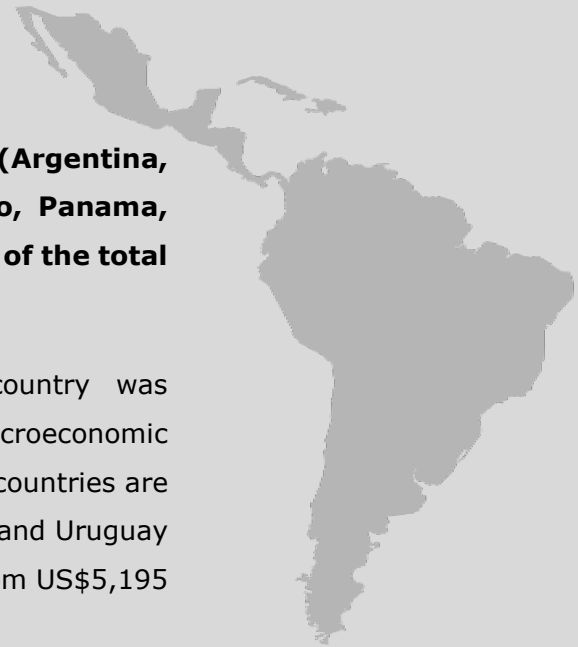 (Argentina,
o, Panama,
of the total
country was
croeconomic
countries are
and Uruguay
m US$5,195